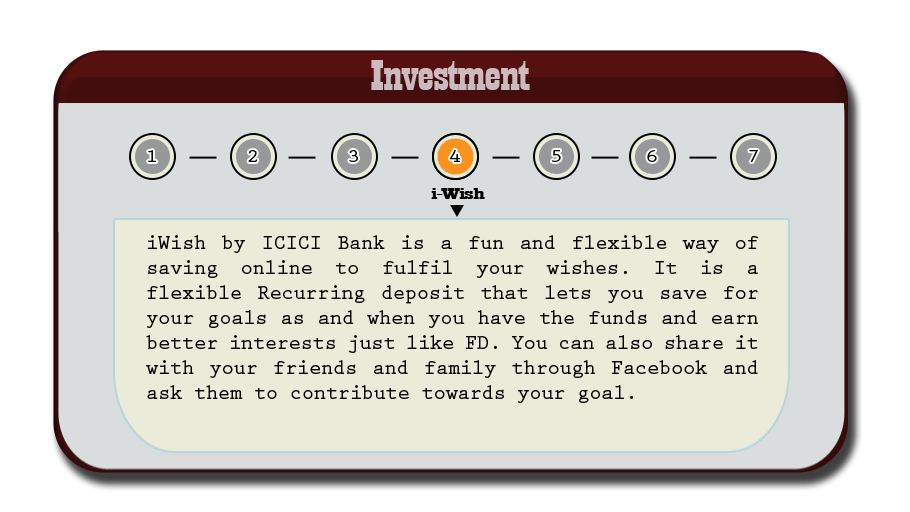 Investment
1 2 3 4 5 6 7
i-Wish
iWish by ICICI Bank is a fun and flexible way of
saving online to fulfil your wishes. It is a
flexible Recurring deposit that lets you save for
your goals as and when you have the funds and earn
better interests just like FD. You can also share it
with your friends and family through Facebook and
ask them to contribute towards your goal.